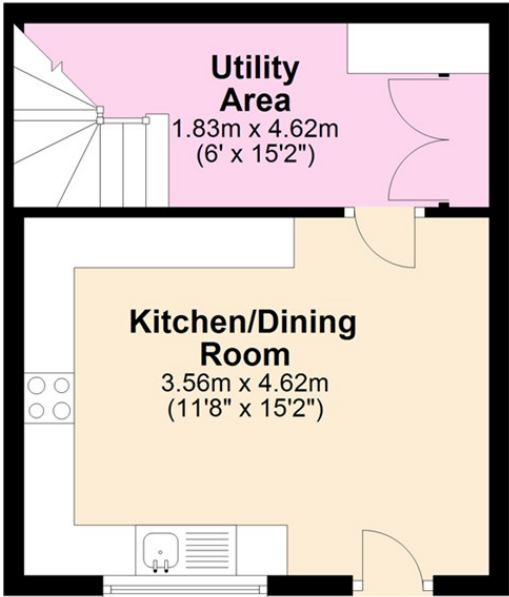 Utility
Area
1.83m x 4.62m
(6' x 15'2")
Kitchen/Dining
Room
3.56m x 4.62m
(11'8" x 15'2")